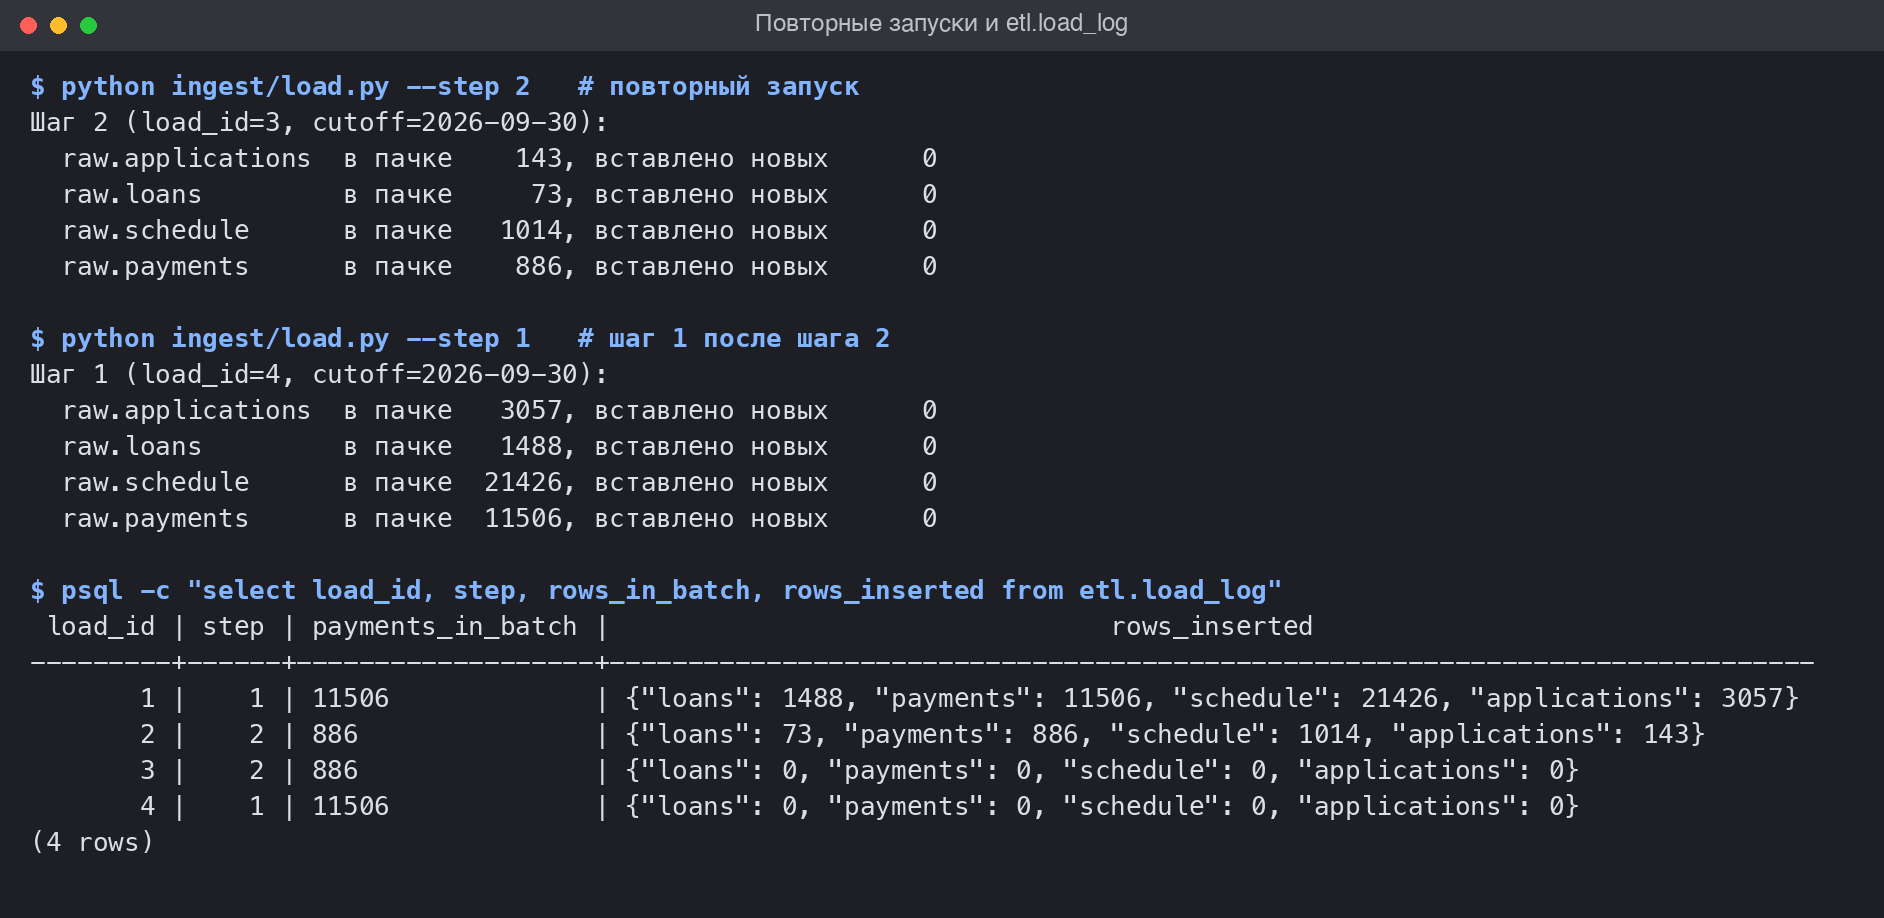 Повторные запуски и etl.load_log
$ python ingest/load.py --step 2   # повторный запуск
Шаг 2 (load_id=3, cutoff=2026-09-30):
  raw.applications  в пачке    143, вставлено новых      0
  raw.loans         в пачке     73, вставлено новых      0
  raw.schedule      в пачке   1014, вставлено новых      0
  raw.payments      в пачке    886, вставлено новых      0
$ python ingest/load.py --step 1   # шаг 1 после шага 2
Шаг 1 (load_id=4, cutoff=2026-09-30):
  raw.applications  в пачке   3057, вставлено новых      0
  raw.loans         в пачке   1488, вставлено новых      0
  raw.schedule      в пачке  21426, вставлено новых      0
  raw.payments      в пачке  11506, вставлено новых      0
$ psql -c "select load_id, step, rows_in_batch, rows_inserted from etl.load_log"
 load_id | step | payments_in_batch |                                rows_inserted
---------+------+-------------------+-----------------------------------------------------------------------------
       1 |    1 | 11506             | {"loans": 1488, "payments": 11506, "schedule": 21426, "applications": 3057}
       2 |    2 | 886               | {"loans": 73, "payments": 886, "schedule": 1014, "applications": 143}
       3 |    2 | 886               | {"loans": 0, "payments": 0, "schedule": 0, "applications": 0}
       4 |    1 | 11506             | {"loans": 0, "payments": 0, "schedule": 0, "applications": 0}
(4 rows)